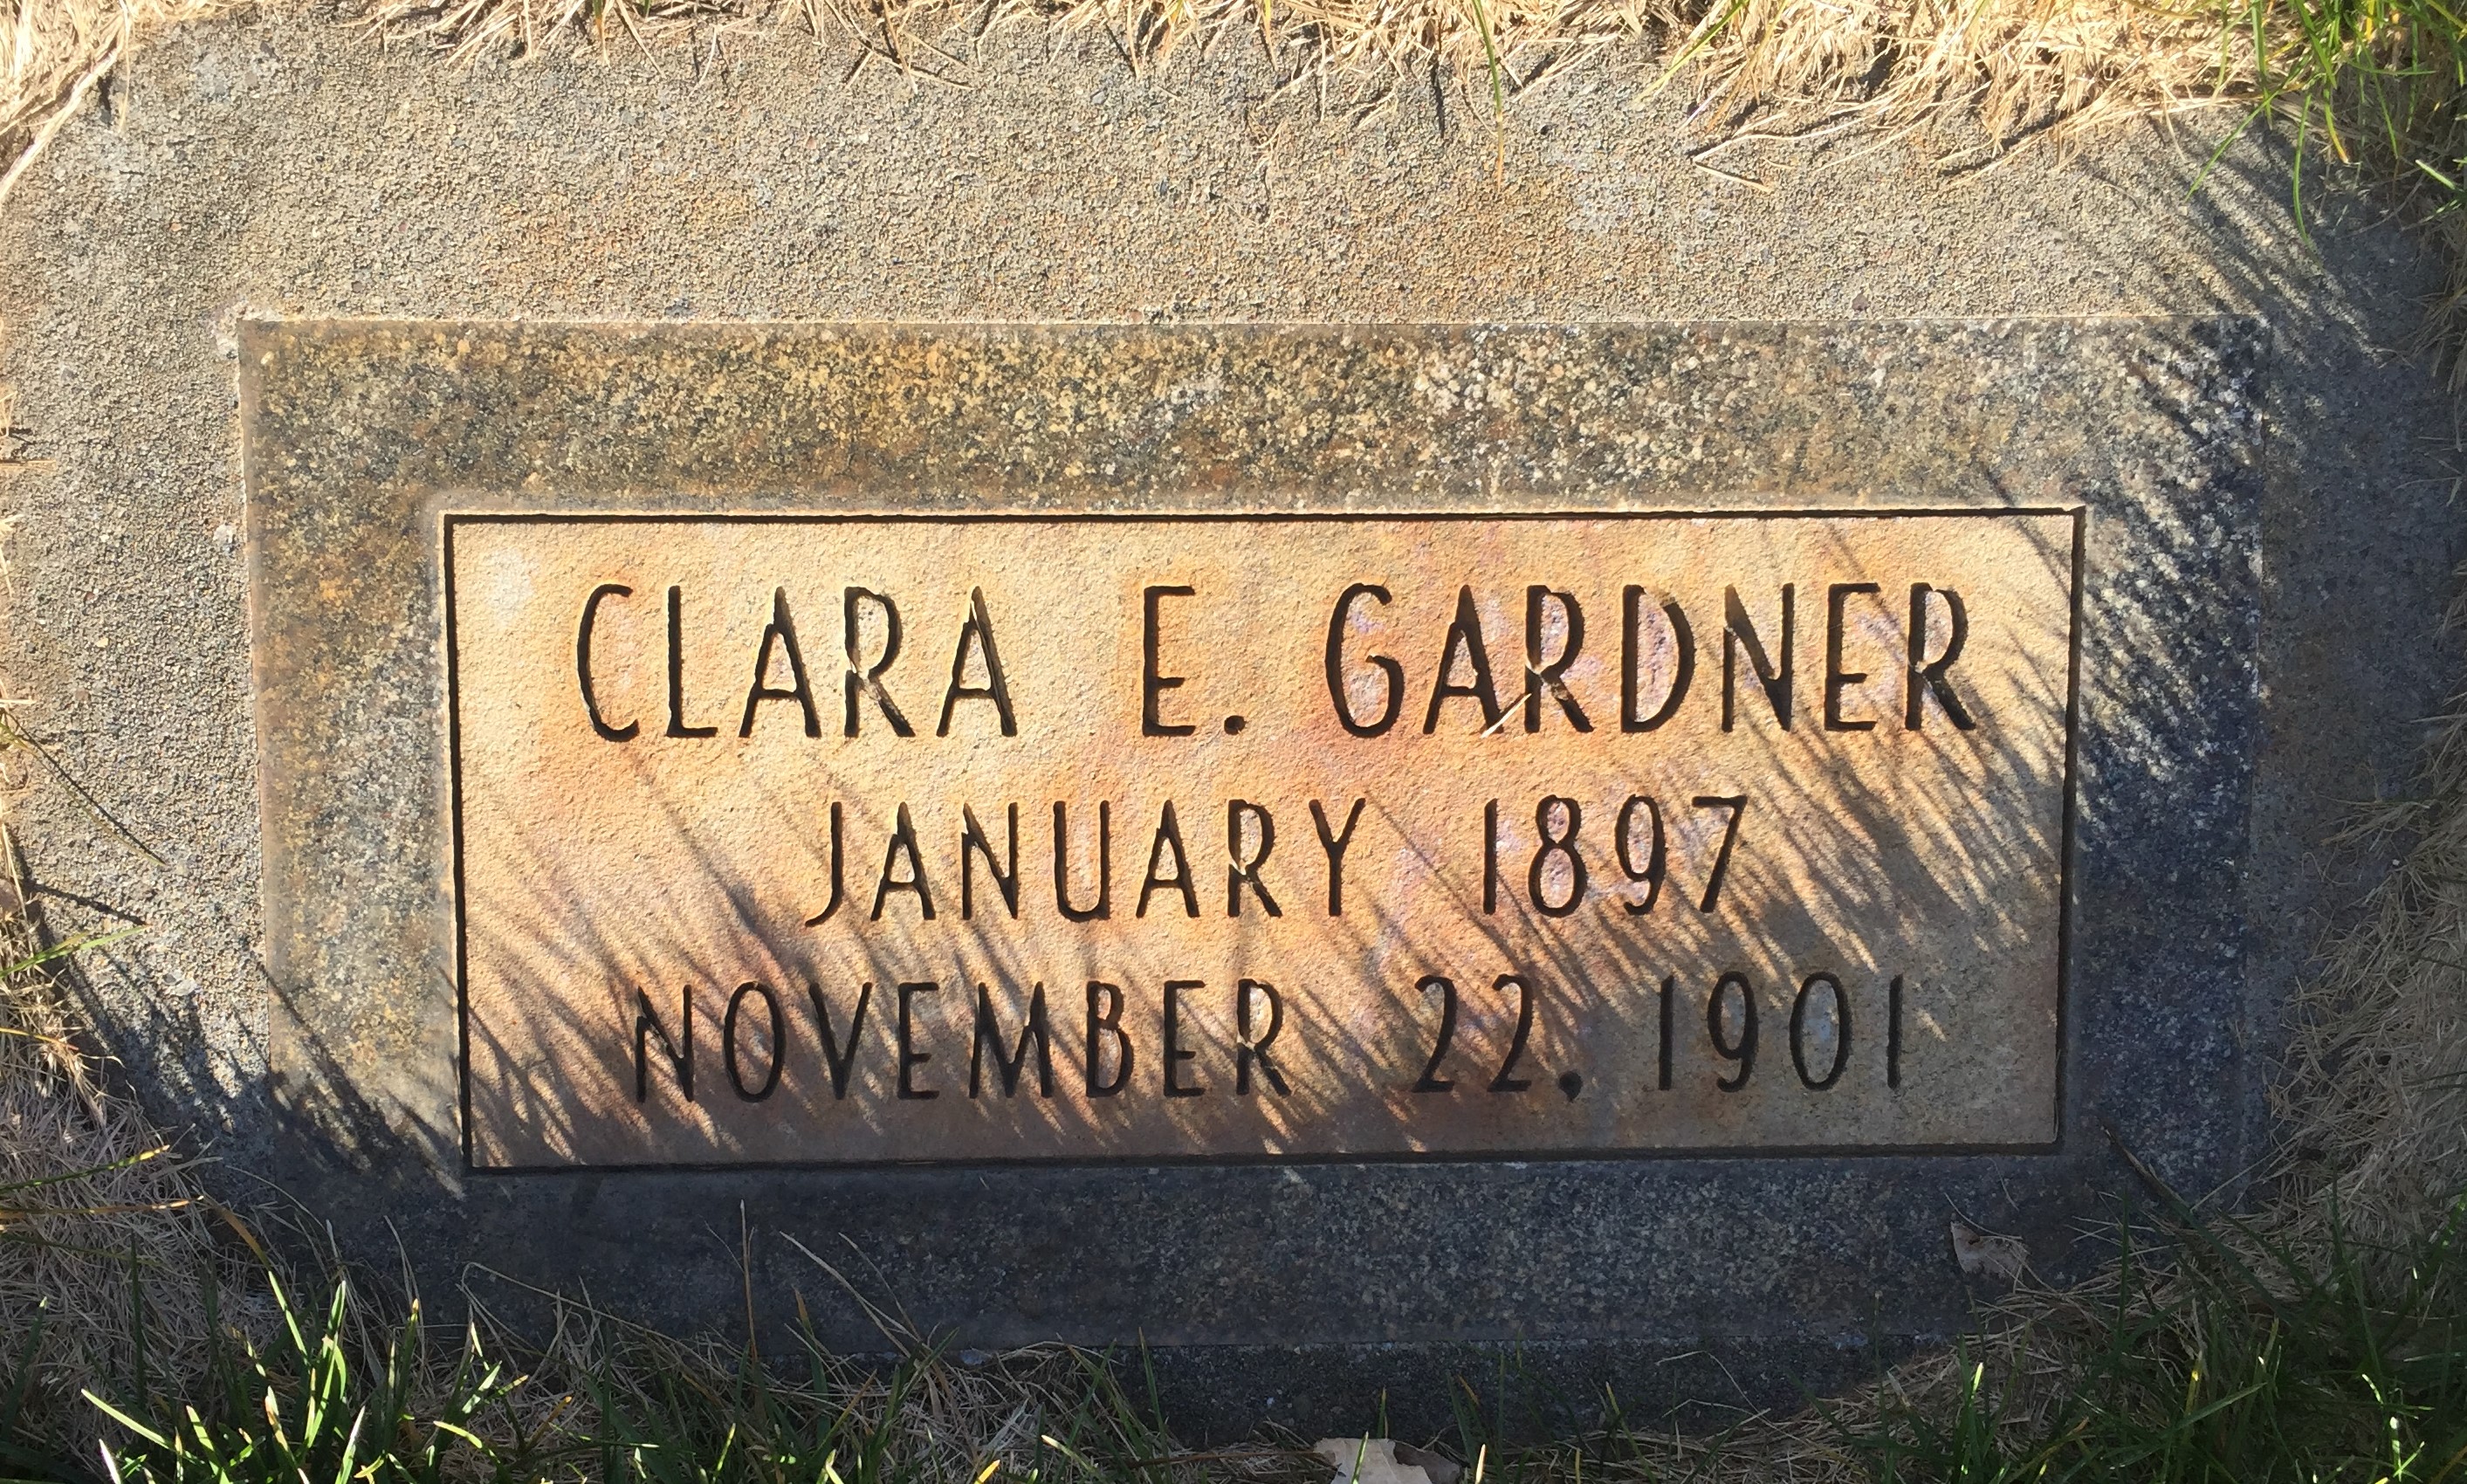 CLARA E. GARDNER
JANUARY 1897
NOVEMBER 22, 1901